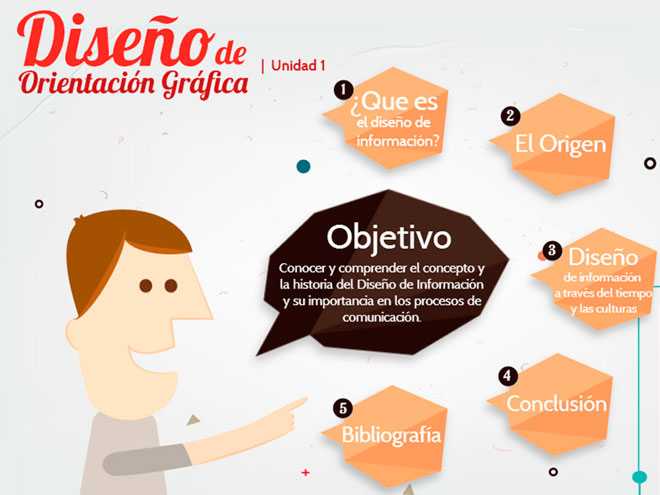 Diseño de
Orientación Gráfica
| Unidad 1
1
¿Que es
el diseño de
información?
2
El Origen
Objetivo
Conocer y comprender el concepto y
la historia del Diseño de Información
y su importancia en los procesos de
comunicación.
3
Diseño
de información
a través del tiempo
y las culturas
4
Conclusión
5
Bibliografía